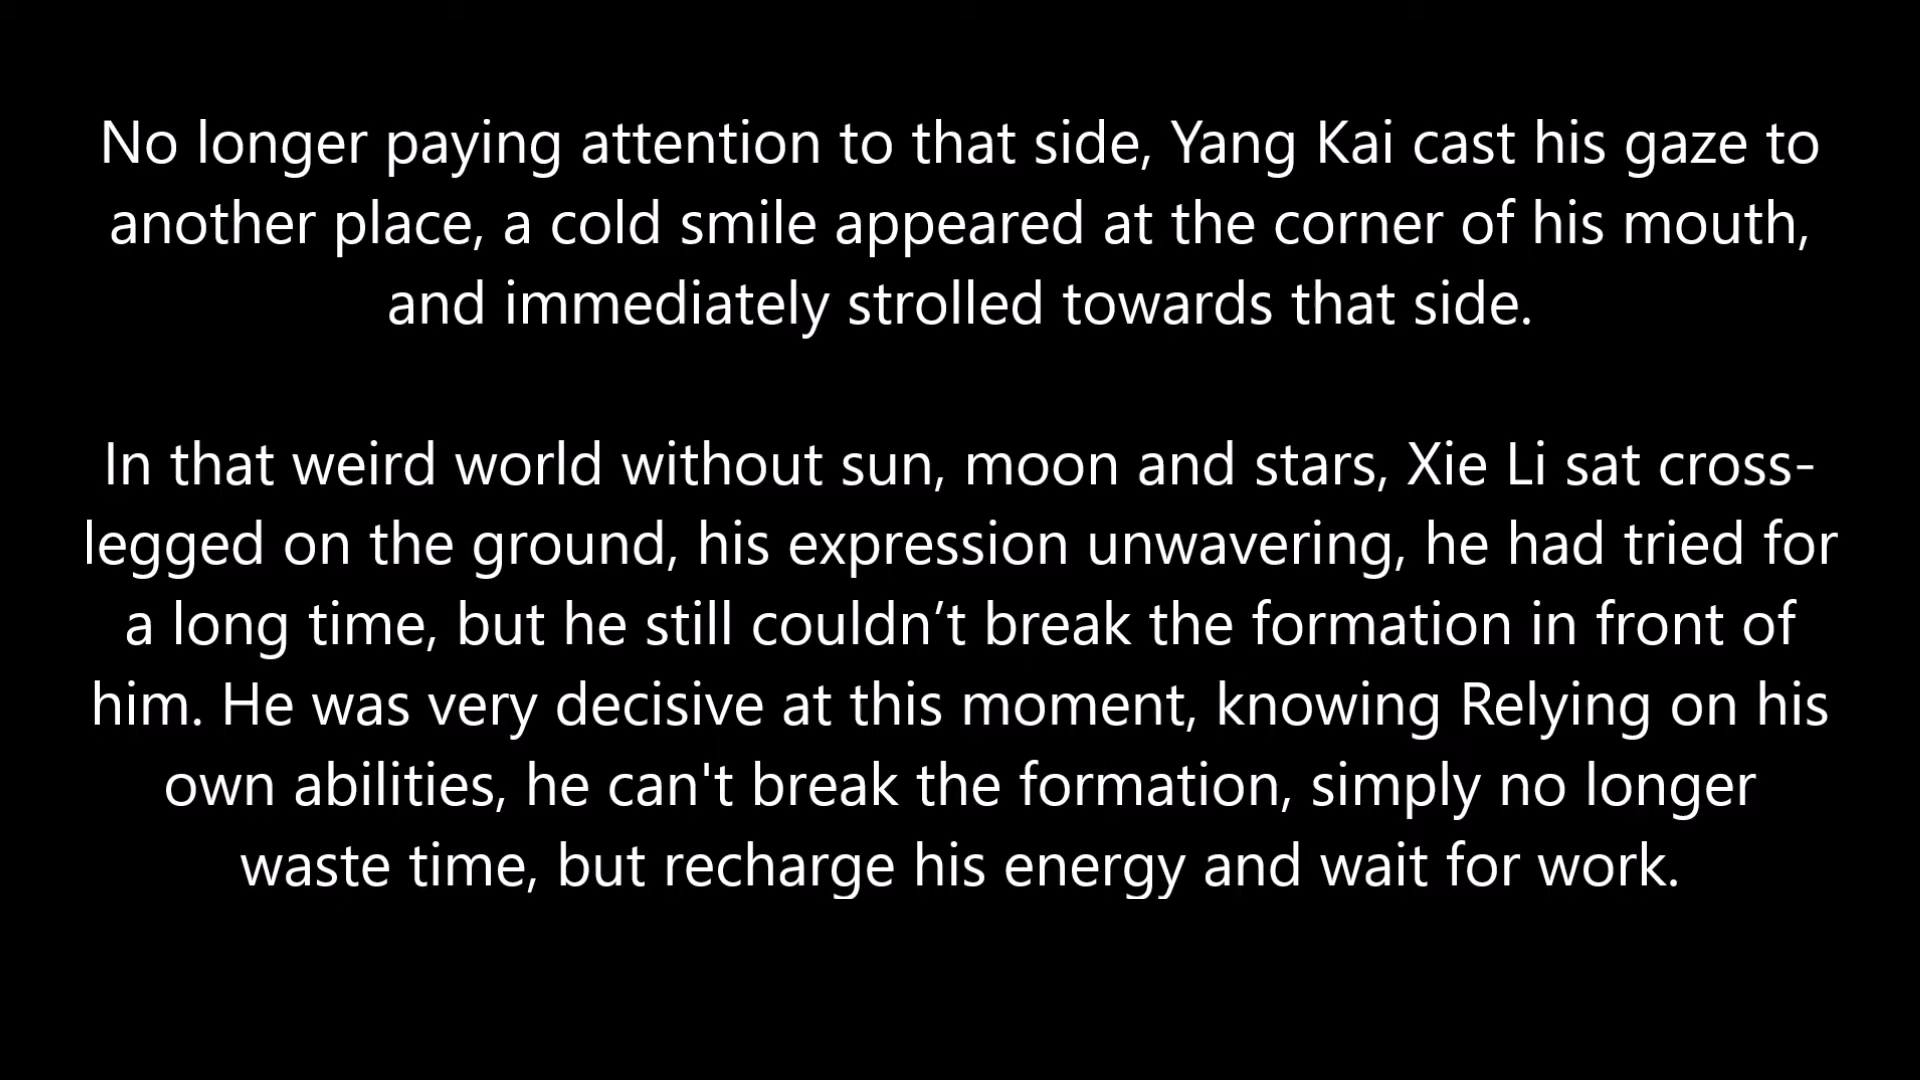 No longer paying attention to that side, Yang Kai cast his gaze to
another place, a cold smile appeared at the corner of his mouth,
and immediately strolled towards that side.
In that weird world without sun, moon and stars, Xie Li sat cross-
legged on the ground, his expression unwavering, he had tried for
a long time, but he still couldn’t break the formation in front of
him. He was very decisive at this moment, knowing Relying on his
own abilities, he can't break the formation, simply no longer
waste time, but recharge his energy and wait for work.